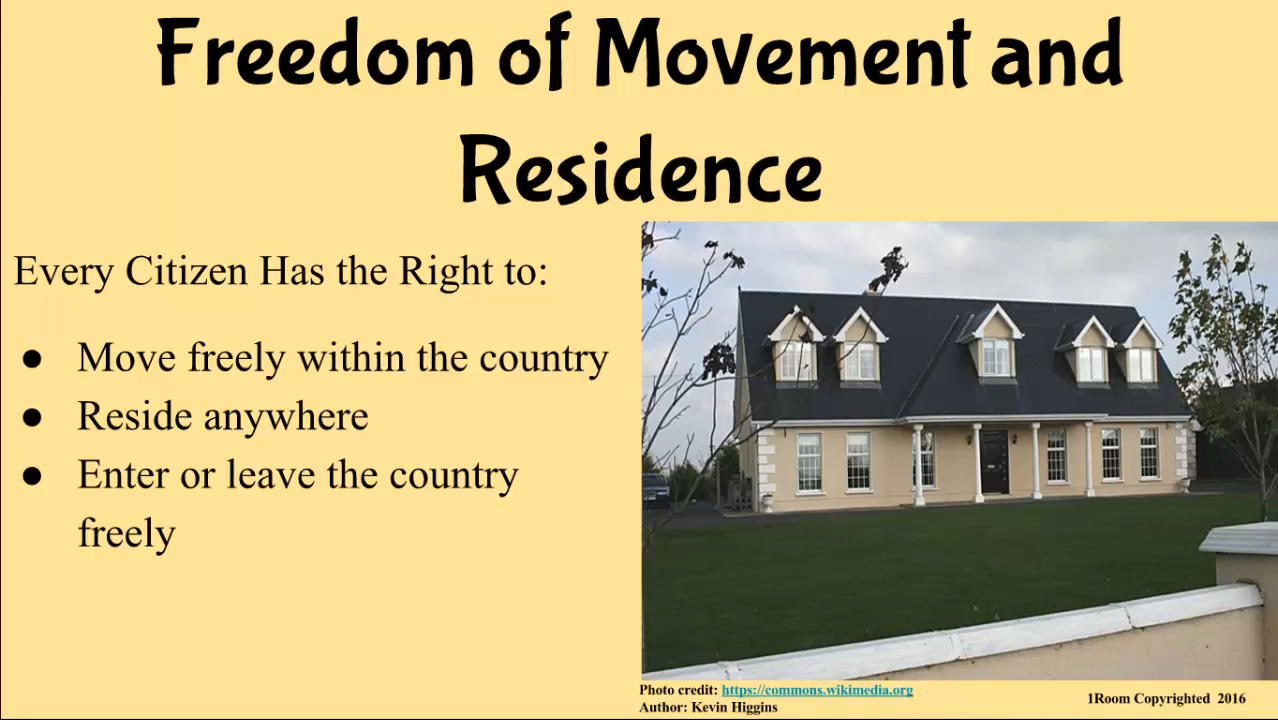 Freedom of Movement and
Residence
Every Citizen Has the Right to:
● Move freely within the country
● Reside anywhere
● Enter or leave the country
freely
Photo credit: https://commons.wikimedia.org
Author: Kevin Higgins
1Room Copyrighted 2016